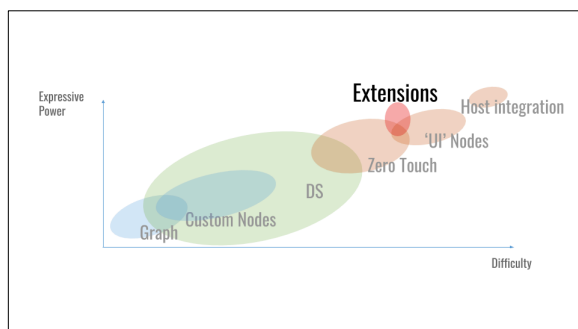 Expressive
Power
Extensions
Host integration
‘UI’ Nodes
Zero Touch
DS
Custom Nodes
Graph
Difficulty